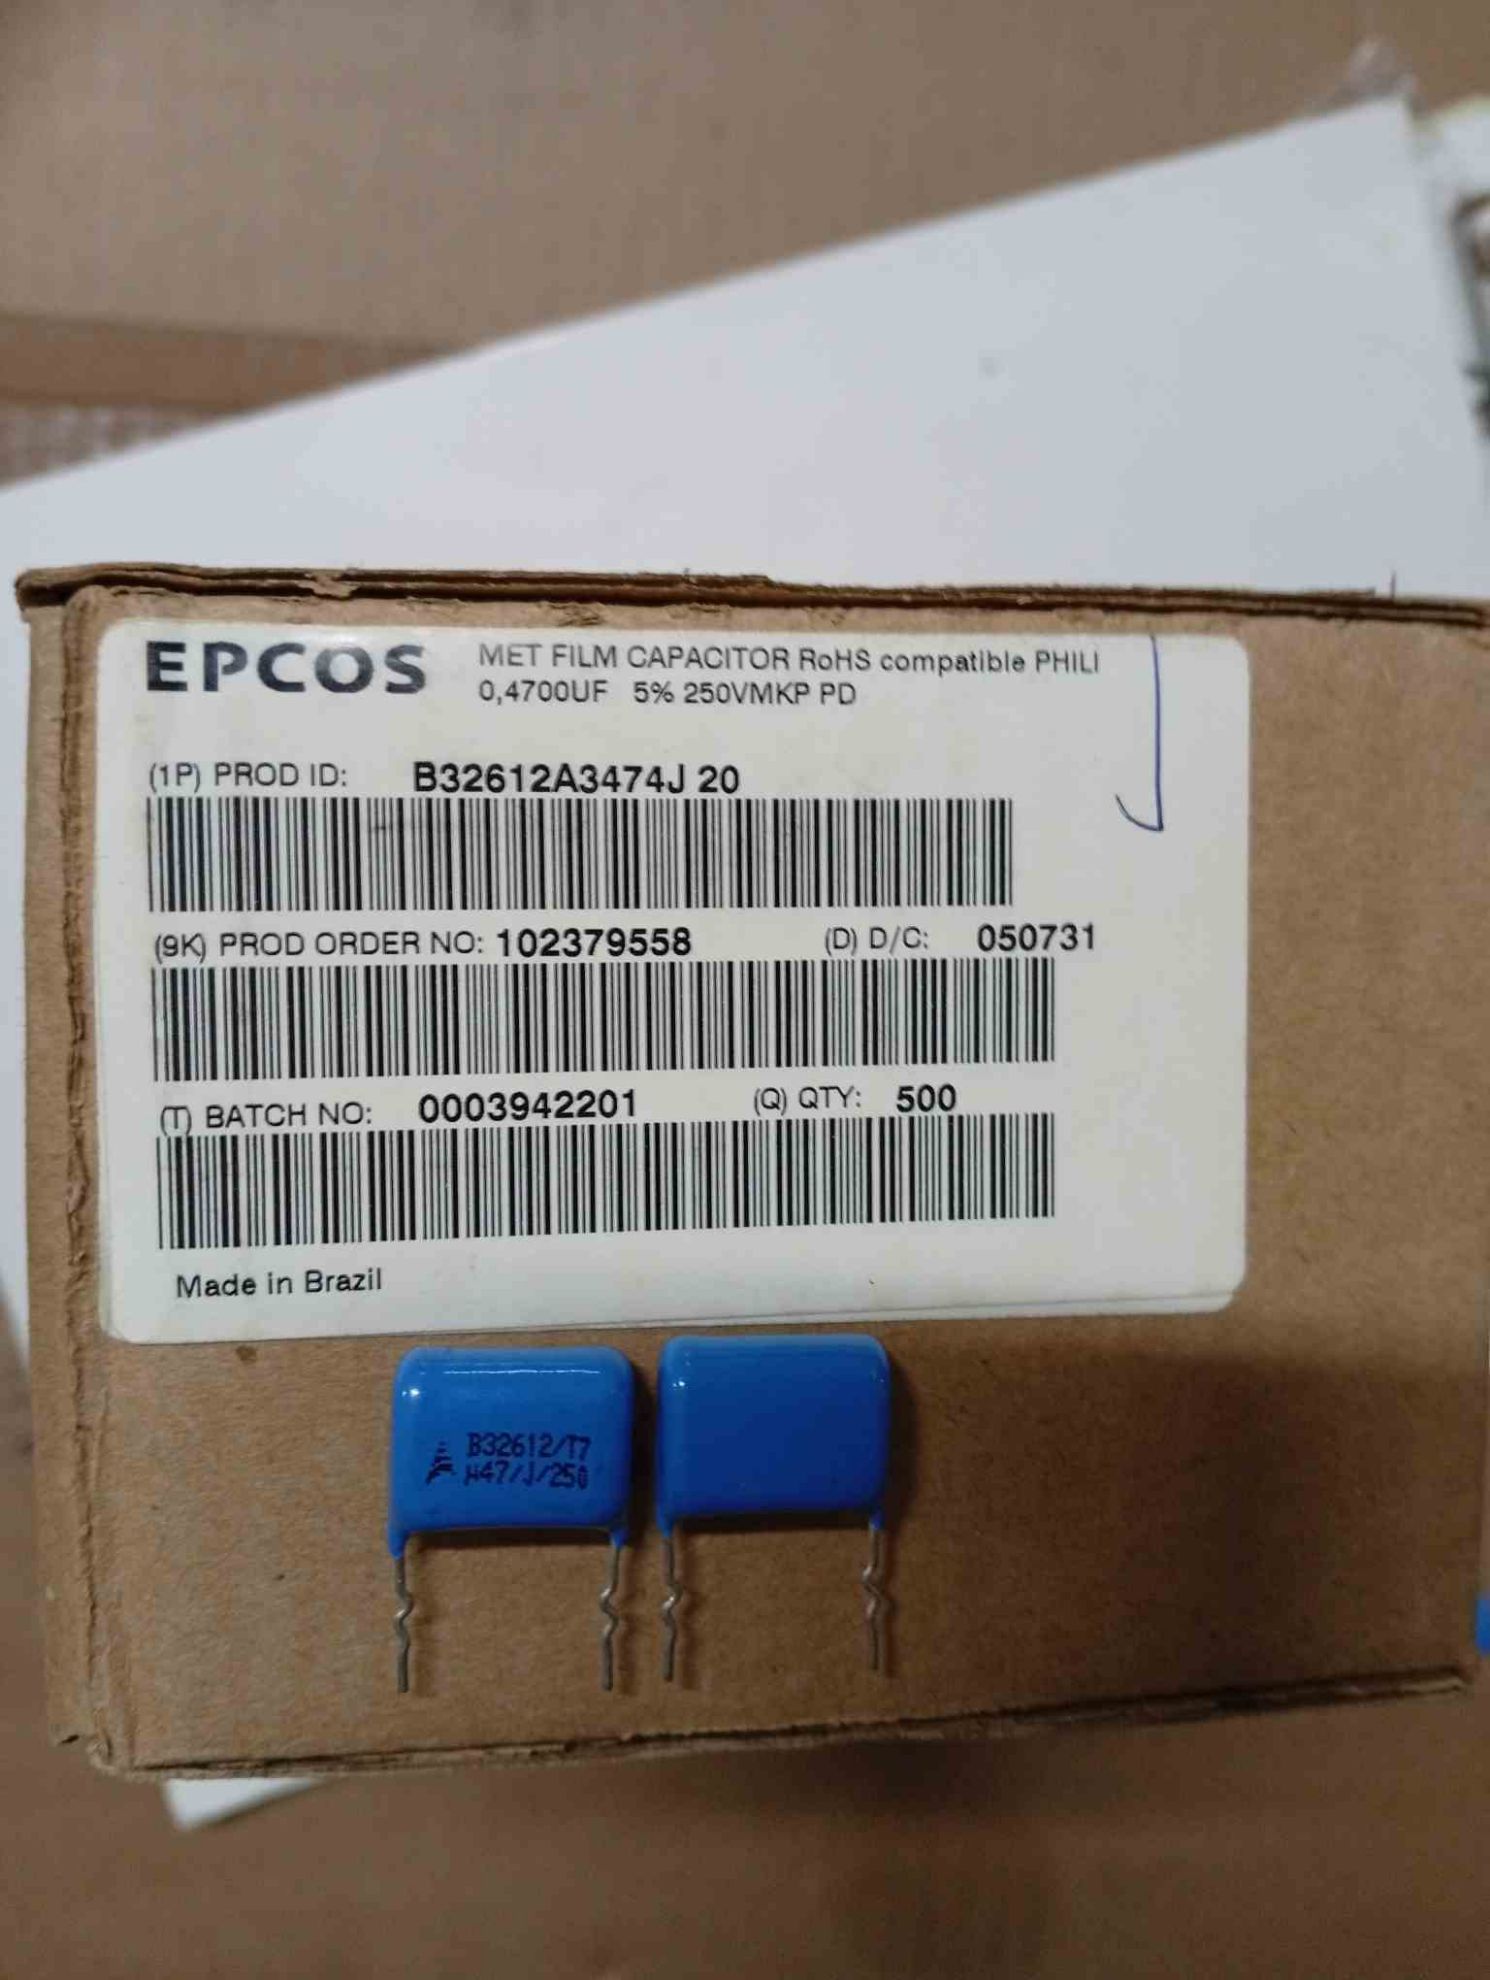 EPCOS
MET FILM CAPACITOR RoHS compatible PHILI
0,4700UF 5% 250VMKP PD
(1P) PROD ID: B32612A3474J 20
(9K) PROD ORDER NO: 102379558 (D) D/C: 050731
(T) BATCH NO: 0003942201 (Q) QTY: 500
Made in Brazil
B32612/T7
µ47/J/250